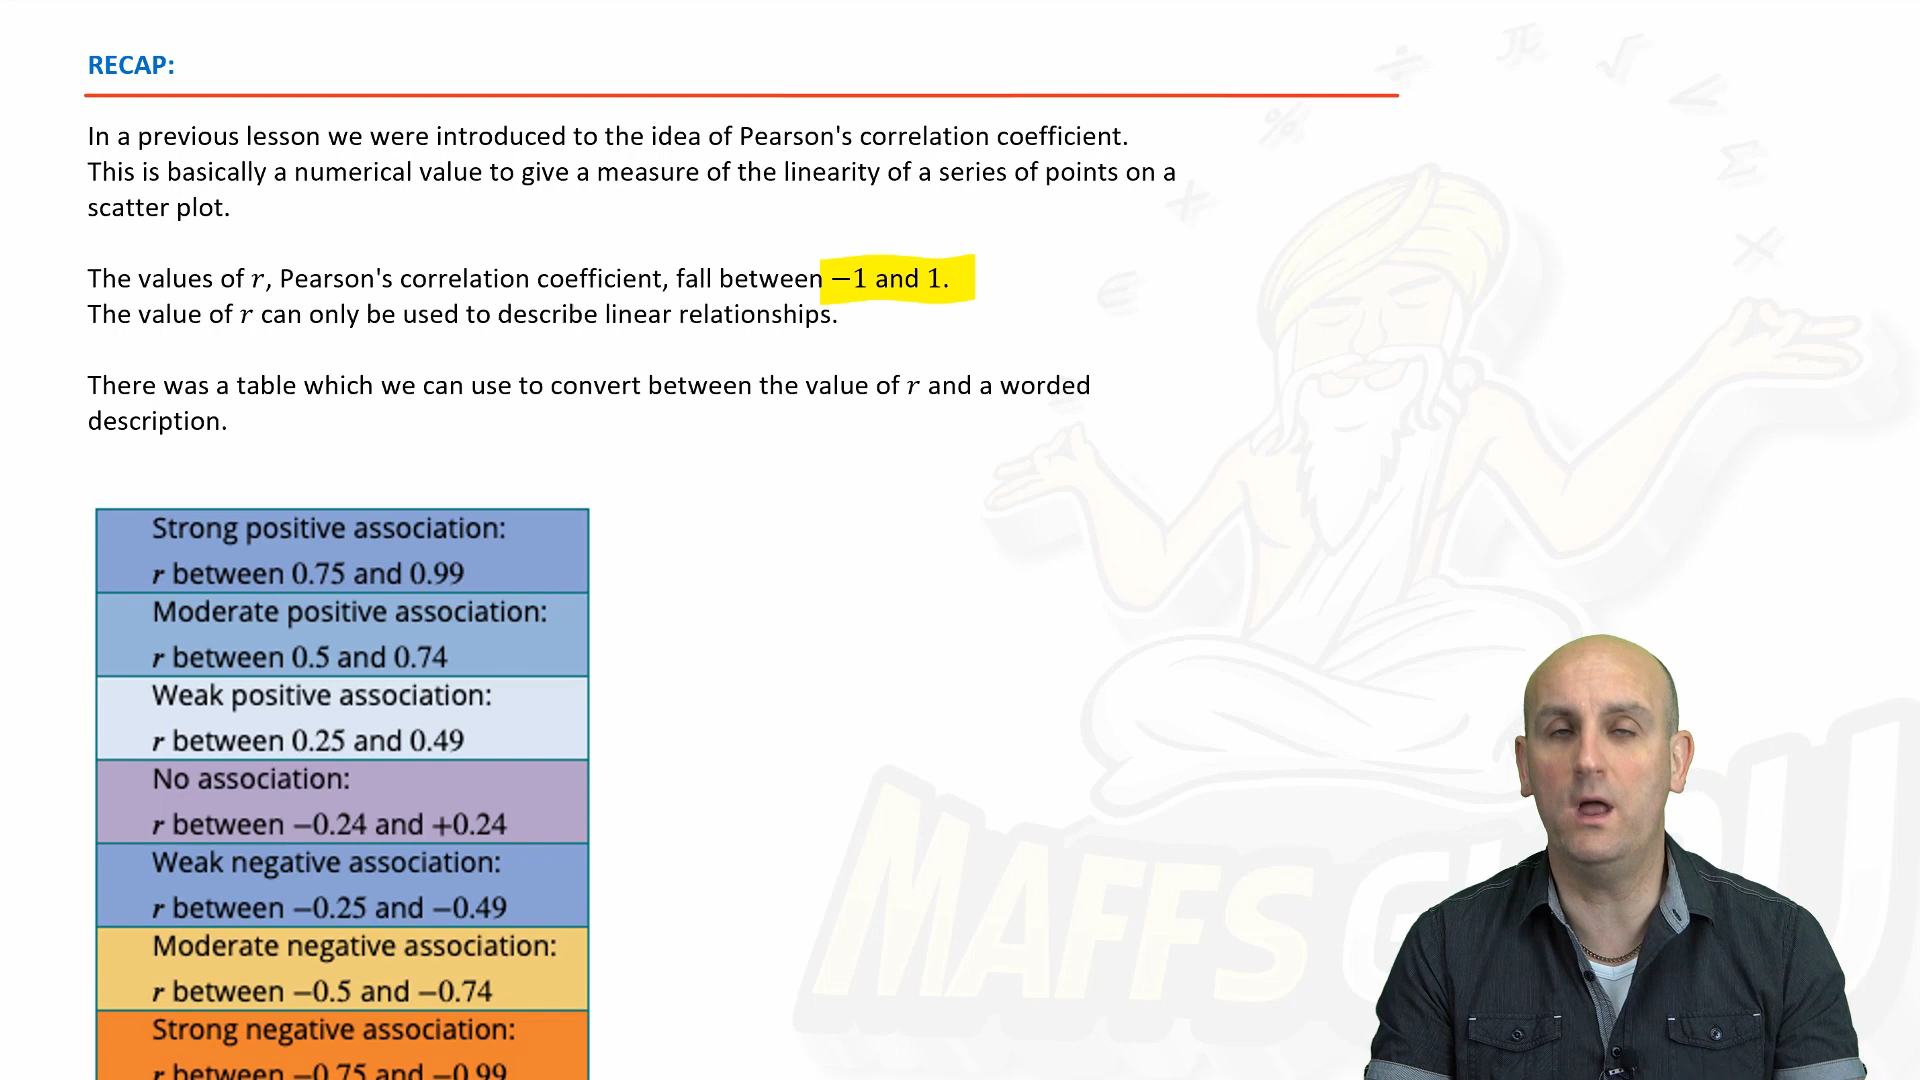 RECAP:
In a previous lesson we were introduced to the idea of Pearson's correlation coefficient.
This is basically a numerical value to give a measure of the linearity of a series of points on a
scatter plot.
The values of r, Pearson's correlation coefficient, fall between −1 and 1.
The value of r can only be used to describe linear relationships.
There was a table which we can use to convert between the value of r and a worded
description.
Strong positive association:
r between 0.75 and 0.99
Moderate positive association:
r between 0.5 and 0.74
Weak positive association:
r between 0.25 and 0.49
No association:
r between −0.24 and +0.24
Weak negative association:
r between −0.25 and −0.49
Moderate negative association:
r between −0.5 and −0.74
Strong negative association:
r between −0.75 and −0.99
MAFFS